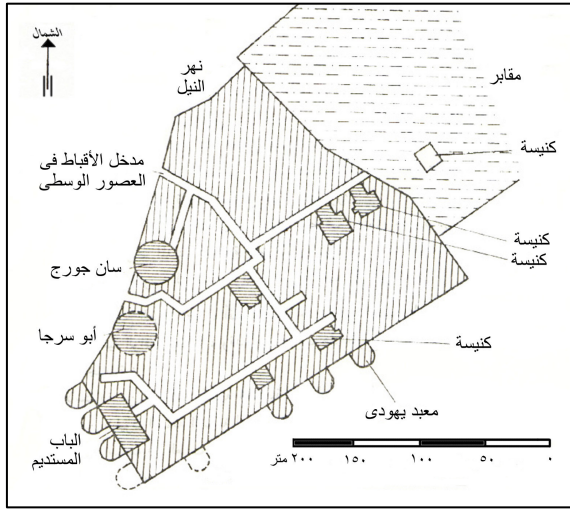 الشمال
نهر
النيل
مقابر
كنيسة
مدخل الأقباط فى
العصور الوسطى
كنيسة
كنيسة
سان جورج
أبو سرجا
كنيسة
معبد يهودى
الباب
المستديم
٢٠٠ متر ١٥٠ ١٠٠ ٥٠ ٠